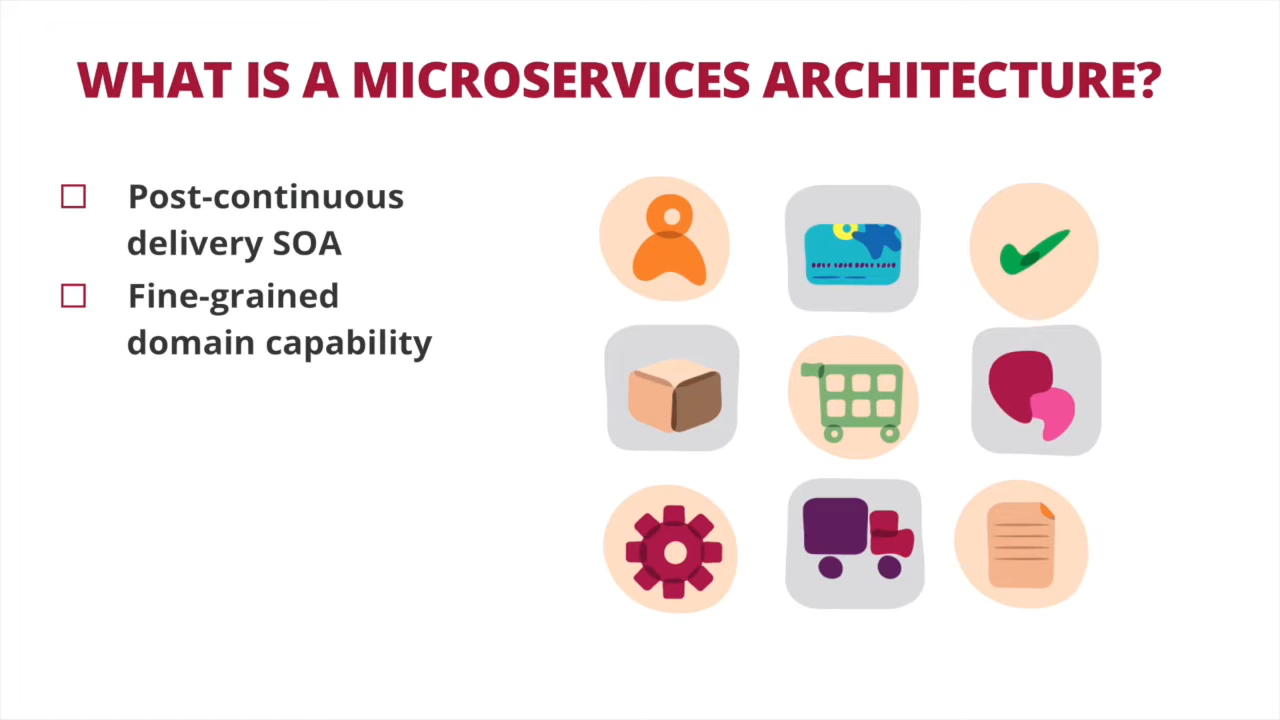 WHAT IS A MICROSERVICES ARCHITECTURE?
Post-continuous
delivery SOA
Fine-grained
domain capability